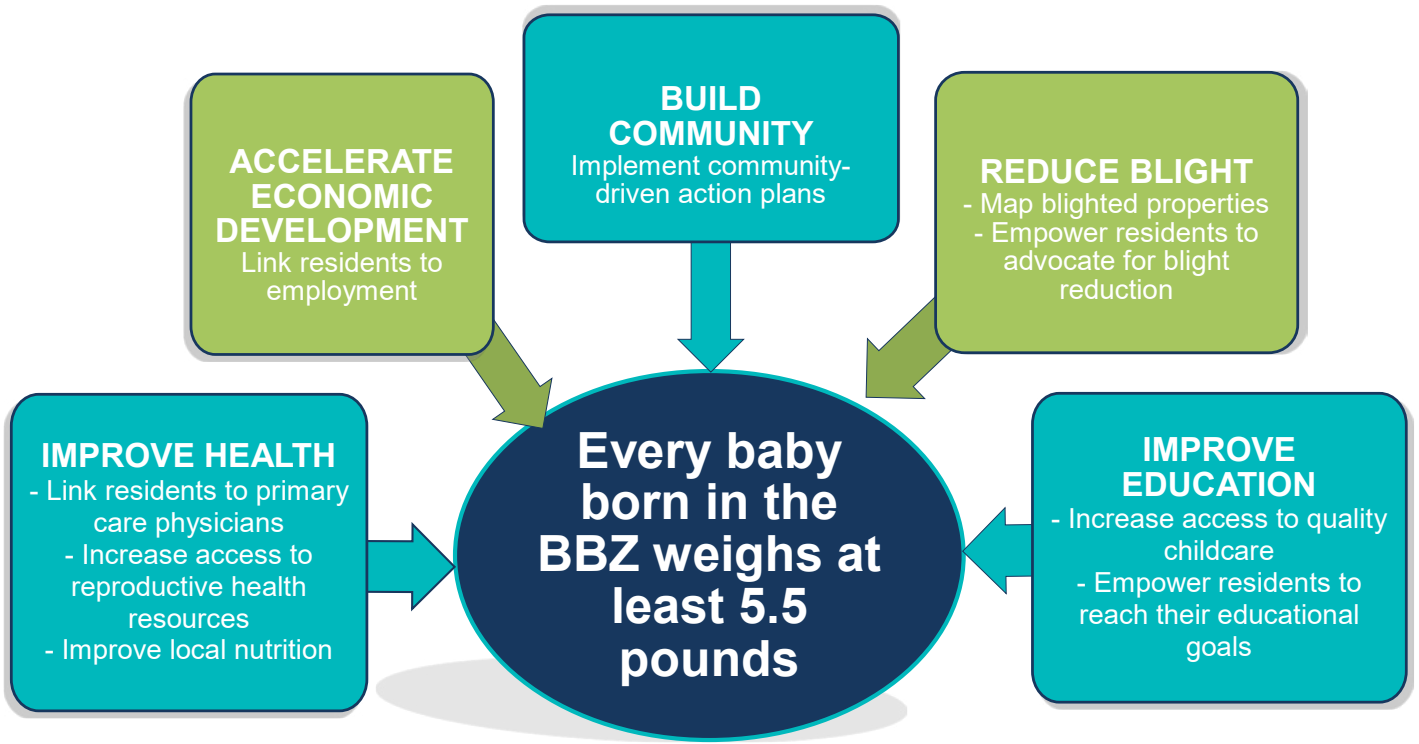 BUILD
COMMUNITY
Implement community-
driven action plans
ACCELERATE
ECONOMIC
DEVELOPMENT
Link residents to
employment
REDUCE BLIGHT
- Map blighted properties
- Empower residents to
advocate for blight
reduction
IMPROVE HEALTH
- Link residents to primary
care physicians
- Increase access to
reproductive health
resources
- Improve local nutrition
Every baby
born in the
BBZ weighs at
least 5.5
pounds
IMPROVE
EDUCATION
- Increase access to quality
childcare
- Empower residents to
reach their educational
goals